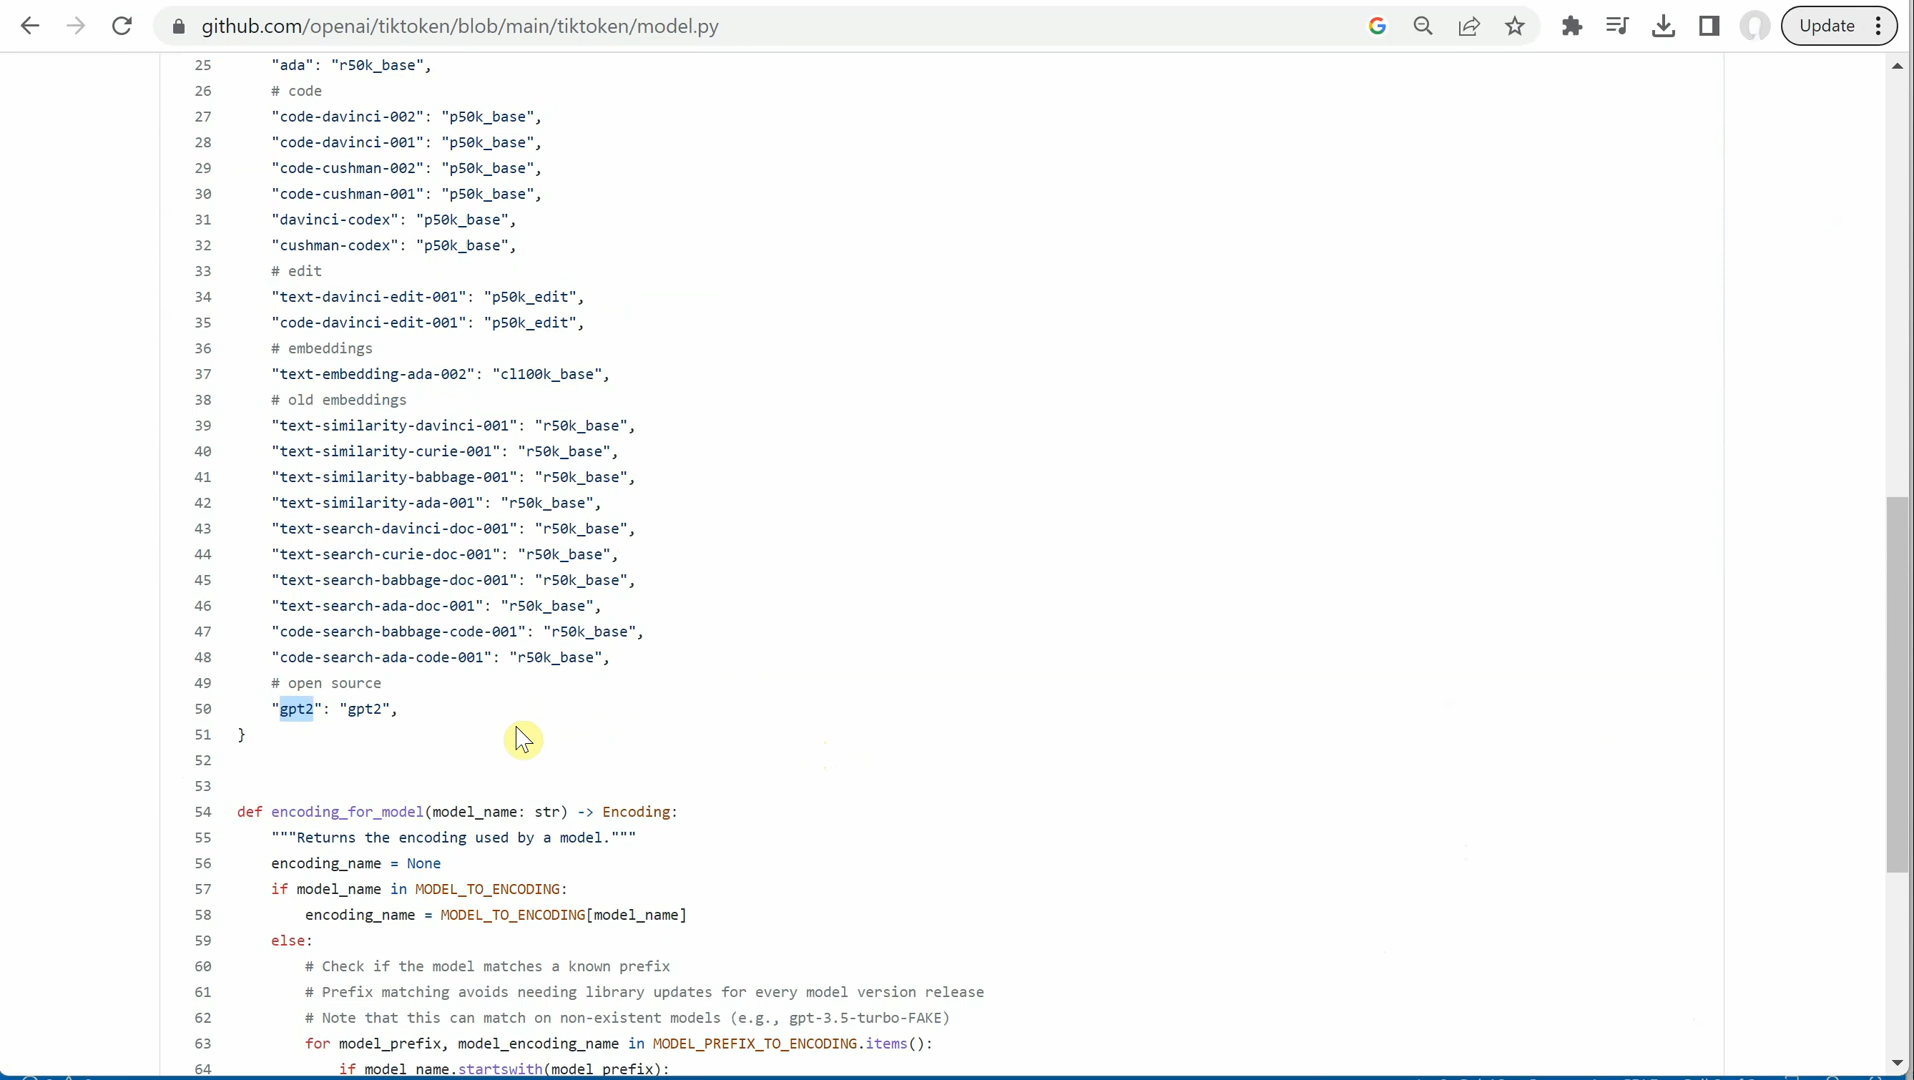 github.com/openai/tiktoken/blob/main/tiktoken/model.py
Update
25 "ada": "r50k_base",
26 # code
27 "code-davinci-002": "p50k_base",
28 "code-davinci-001": "p50k_base",
29 "code-cushman-002": "p50k_base",
30 "code-cushman-001": "p50k_base",
31 "davinci-codex": "p50k_base",
32 "cushman-codex": "p50k_base",
33 # edit
34 "text-davinci-edit-001": "p50k_edit",
35 "code-davinci-edit-001": "p50k_edit",
36 # embeddings
37 "text-embedding-ada-002": "cl100k_base",
38 # old embeddings
39 "text-similarity-davinci-001": "r50k_base",
40 "text-similarity-curie-001": "r50k_base",
41 "text-similarity-babbage-001": "r50k_base",
42 "text-similarity-ada-001": "r50k_base",
43 "text-search-davinci-doc-001": "r50k_base",
44 "text-search-curie-doc-001": "r50k_base",
45 "text-search-babbage-doc-001": "r50k_base",
46 "text-search-ada-doc-001": "r50k_base",
47 "code-search-babbage-code-001": "r50k_base",
48 "code-search-ada-code-001": "r50k_base",
49 # open source
50 "gpt2": "gpt2",
51 }
52
53
54 def encoding_for_model(model_name: str) -> Encoding:
55 """Returns the encoding used by a model."""
56 encoding_name = None
57 if model_name in MODEL_TO_ENCODING:
58 encoding_name = MODEL_TO_ENCODING[model_name]
59 else:
60 # Check if the model matches a known prefix
61 # Prefix matching avoids needing library updates for every model version release
62 # Note that this can match on non-existent models (e.g., gpt-3.5-turbo-FAKE)
63 for model_prefix, model_encoding_name in MODEL_PREFIX_TO_ENCODING.items():
64 if model_name.startswith(model_prefix):